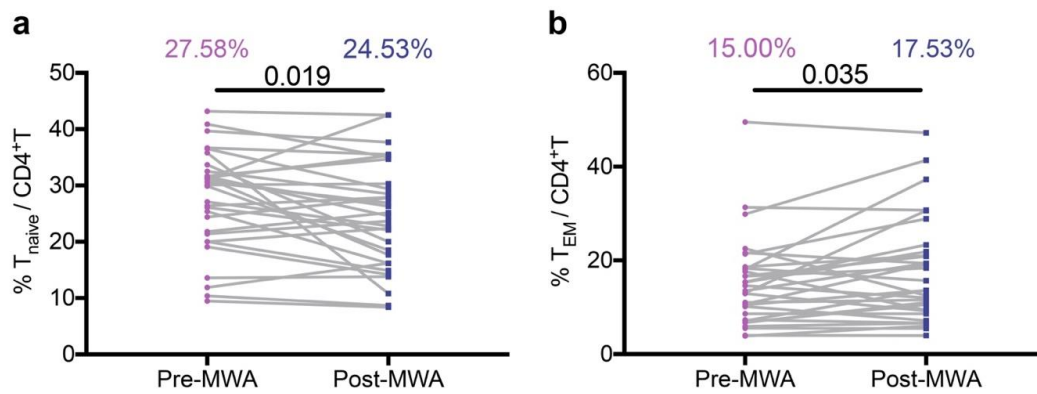 a
27.58% 24.53%
0.019
50
40
30
20
10
0
% Tnaive / CD4+T
Pre-MWA Post-MWA
b
15.00% 17.53%
0.035
60
40
20
0
% TEM / CD4+T
Pre-MWA Post-MWA